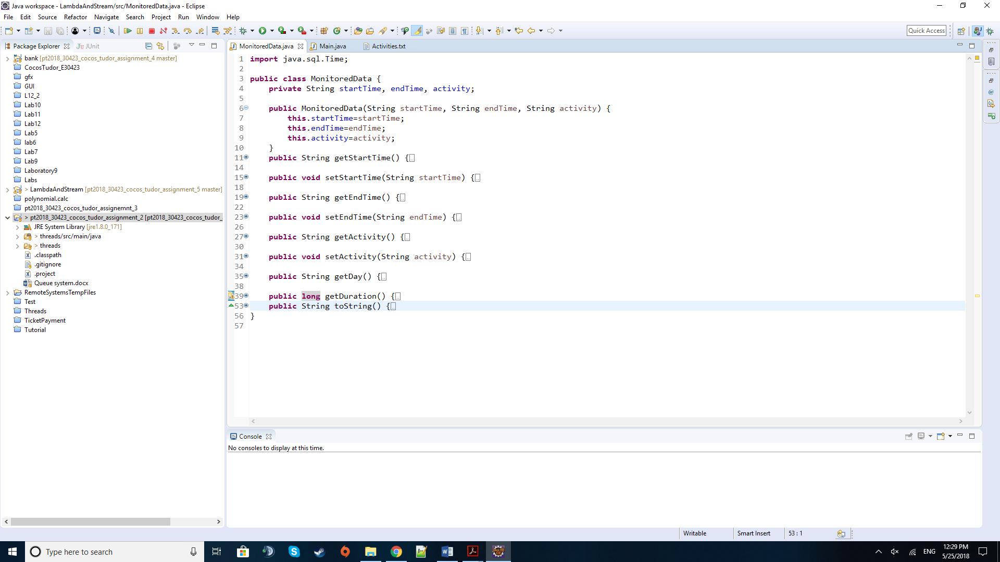 Java workspace - LambdaAndStream/src/MonitoredData.java - Eclipse
File Edit Source Refactor Navigate Search Project Run Window Help
Quick Access
Package Explorer JUnit
bank [pt2018_30423_cocos_tudor_assignment_4 master]
CocosTudor_E30423
gfx
GUI
L12_2
Lab10
Lab11
Lab12
Lab5
lab6
Lab7
Lab9
Laboratory9
Labs
> LambdaAndStream [pt2018_30423_cocos_tudor_assignment_5 master]
polynomial.calc
pt2018_30423_cocos_tudor_assignemnt_3
> pt2018_30423_cocos_tudor_assignment_2 [pt2018_30423_cocos_tudor_
JRE System Library [jre1.8.0_171]
> threads/src/main/java
> threads
.classpath
.gitignore
.project
Queue system.docx
RemoteSystemsTempFiles
Test
Threads
TicketPayment
Tutorial
MonitoredData.java Main.java Activities.txt
1 import java.sql.Time;
2
3 public class MonitoredData {
4 private String startTime, endTime, activity;
5
6 public MonitoredData(String startTime, String endTime, String activity) {
7 this.startTime=startTime;
8 this.endTime=endTime;
9 this.activity=activity;
10 }
11 public String getStartTime() {
14
15 public void setStartTime(String startTime) {
18
19 public String getEndTime() {
22
23 public void setEndTime(String endTime) {
26
27 public String getActivity() {
30
31 public void setActivity(String activity) {
34
35 public String getDay() {
38
39 public long getDuration() {
53 public String toString() {
56 }
57
Console
No consoles to display at this time.
Writable Smart Insert 53 : 1
Type here to search
ENG
12:29 PM
5/25/2018